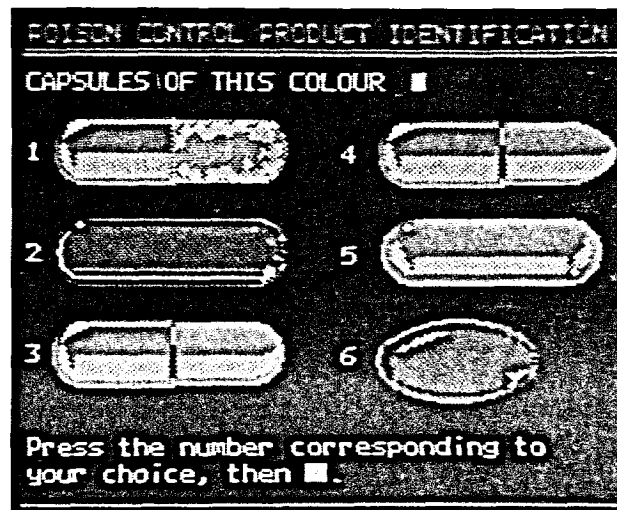 POISON CONTROL PRODUCT IDENTIFICATION
CAPSULES OF THIS COLOUR
1
4
2
5
3
6
Press the number corresponding to
your choice, then ■.